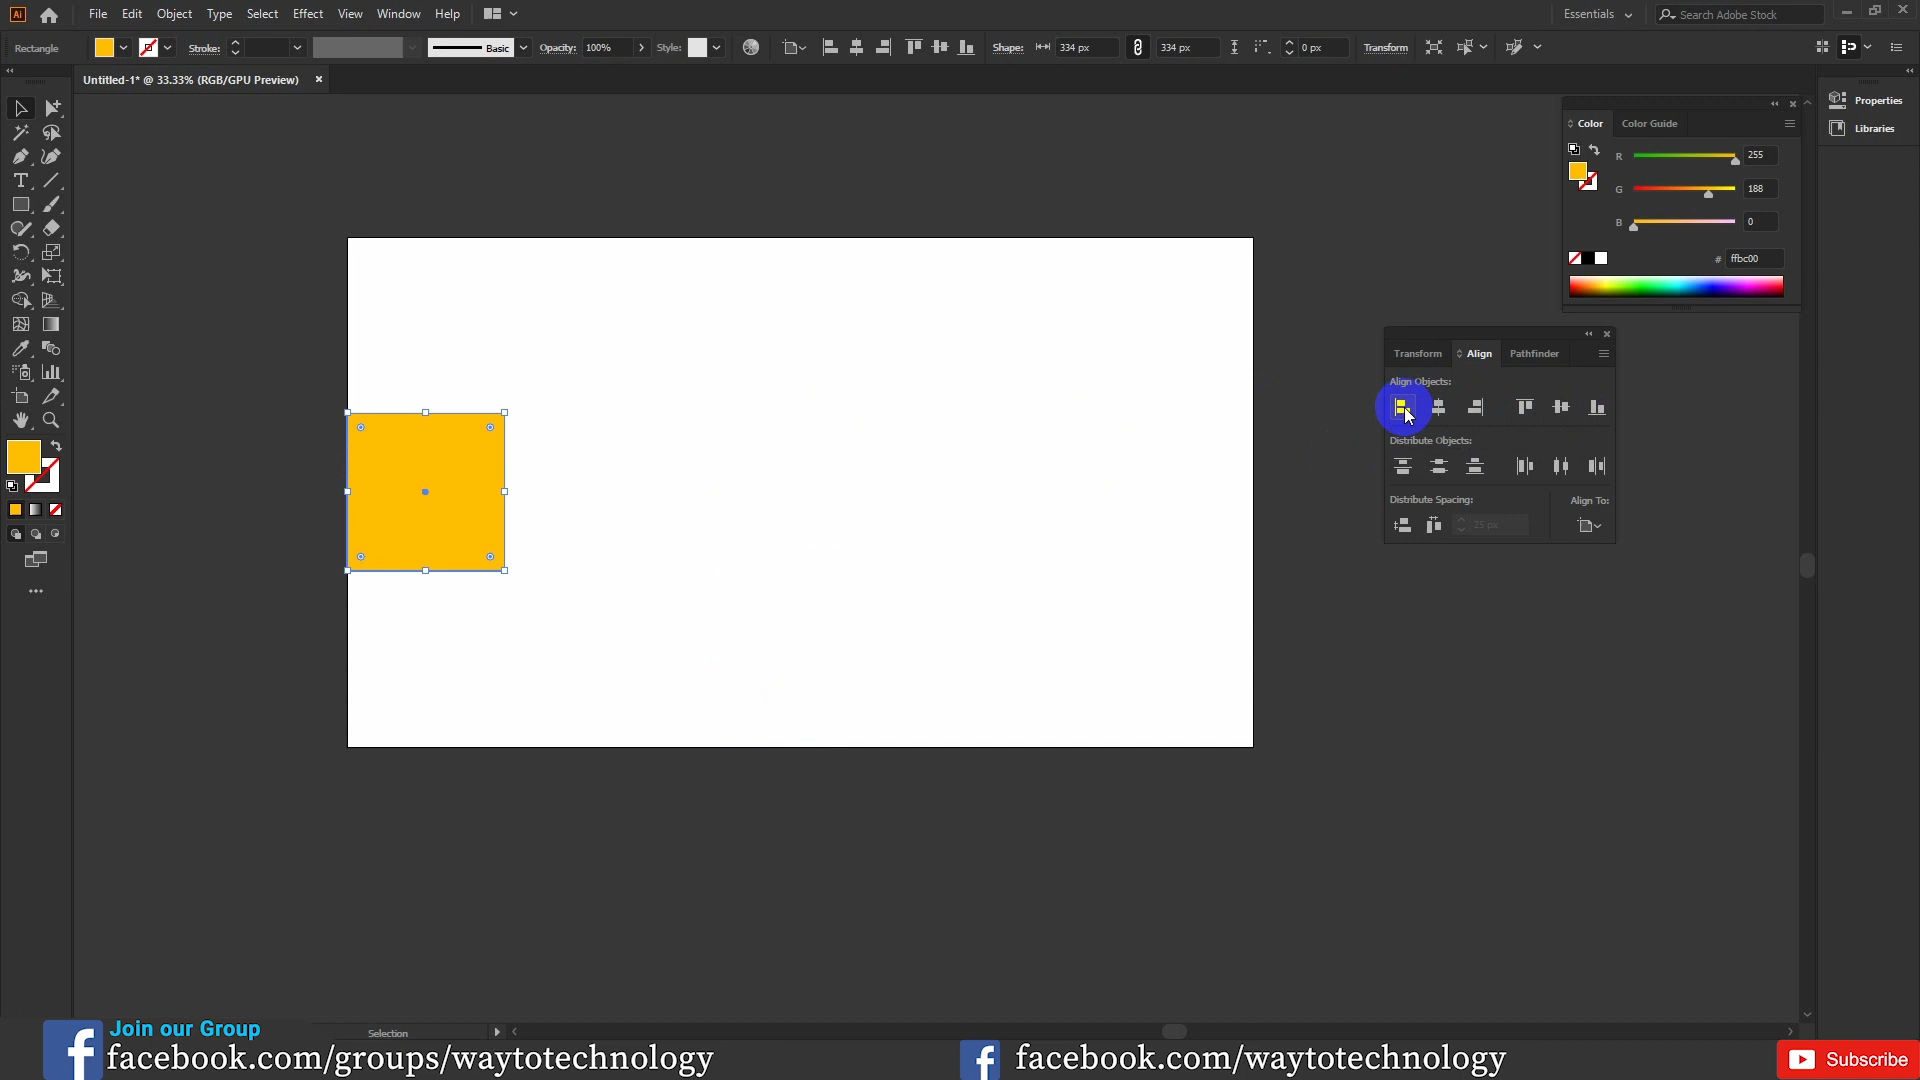 Ai File Edit Object Type Select Effect View Window Help Essentials Search Adobe Stock
Rectangle Stroke: Basic Opacity: 100% Style: Shape: 334 px 334 px 0 px Transform
Untitled-1* @ 33.33% (RGB/GPU Preview)
Properties
Libraries
Color Color Guide
R 255
G 188
B 0
# ffbc00
Transform Align Pathfinder
Align Objects:
Distribute Objects:
Distribute Spacing: Align To:
25 px
Selection
Join our Group
facebook.com/groups/waytotechnology
facebook.com/waytotechnology
Subscribe